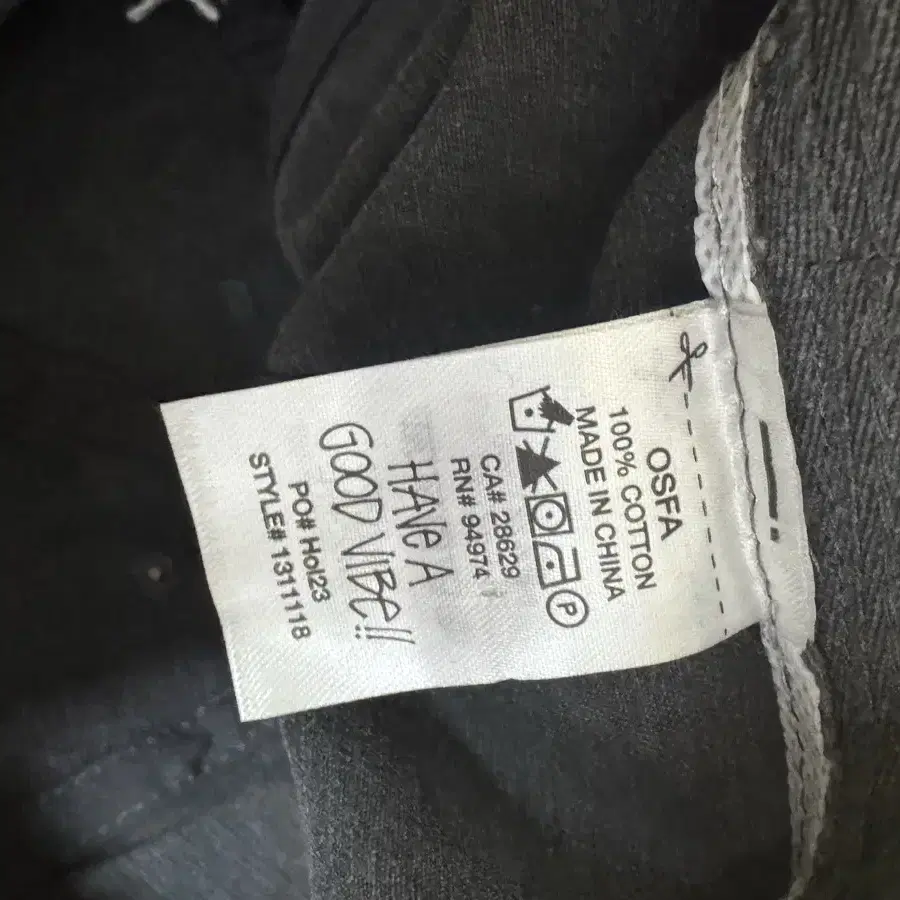 OSFA
100% COTTON
MADE IN CHINA
P
CA# 28629
RN# 94974
HAVE A
GOOD VIBE!!
PO# Hol23
STYLE# 1311118